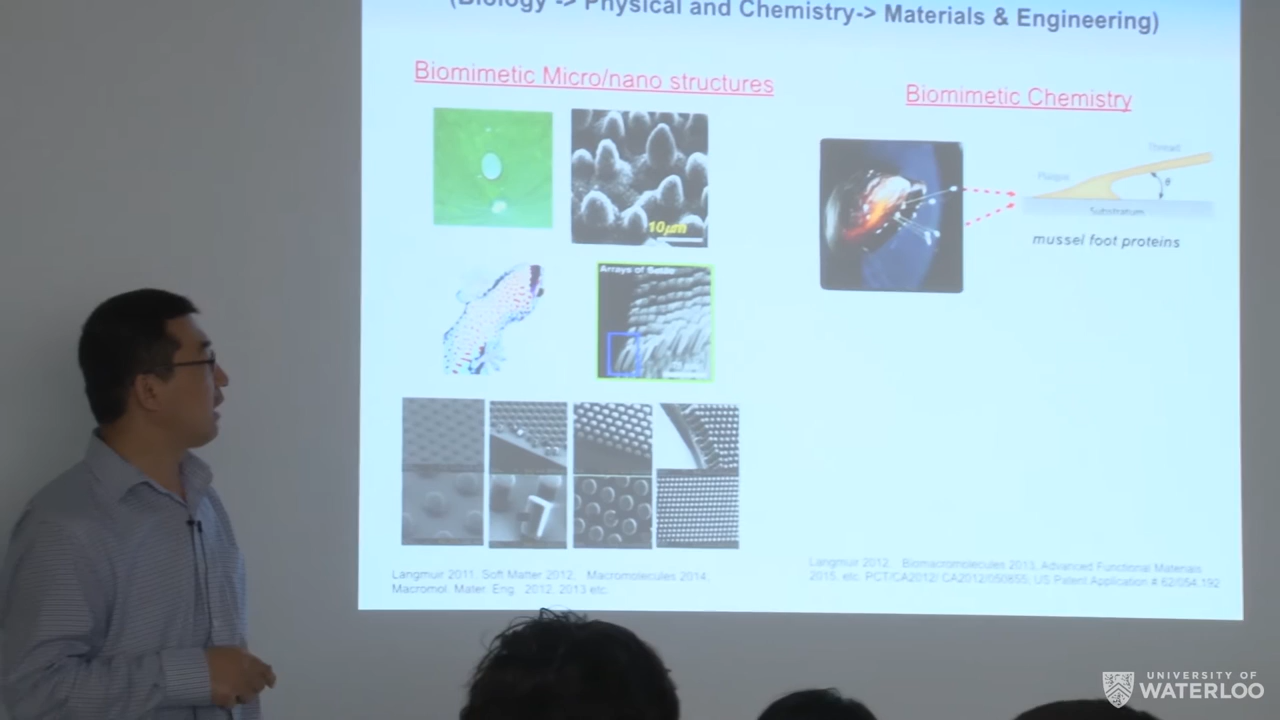 (Biology -> Physical and Chemistry-> Materials & Engineering)
Biomimetic Micro/nano structures
Biomimetic Chemistry
10μm
Thread
Plaque
θ
Substratum
mussel foot proteins
Arrays of Setae
Langmuir 2011, Soft Matter 2012, Macromolecules 2014,
Macromol. Mater. Eng. 2012, 2013 etc.
Langmuir 2012, Biomacromolecules 2013, Advanced Functional Materials
2015, etc. PCT/CA2012/ CA2012/050855; US Patent Application # 62/054,192
UNIVERSITY OF
WATERLOO